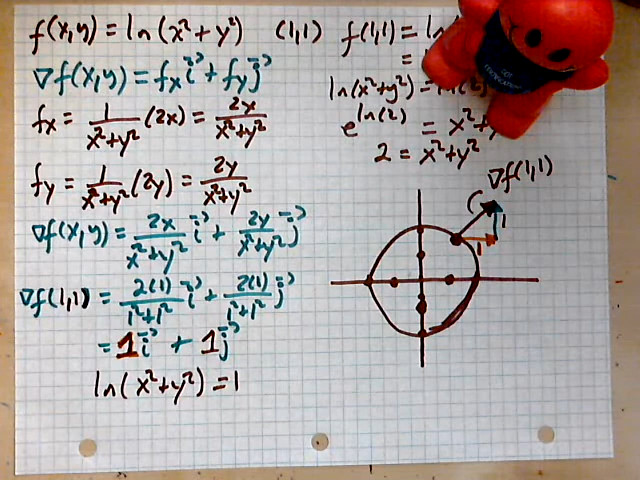 f(x,y) = ln(x²+y²) (1,1) f(1,1) = ln
=
∇f(x,y) = fx i⃗ + fy j⃗
ln(x²+y²) =
fx = 1/(x²+y²) (2x) = 2x/(x²+y²)
e^ln(2) = x²+y
2 = x²+y²
fy = 1/(x²+y²) (2y) = 2y/(x²+y²)
∇f(1,1)
∇f(x,y) = 2x/(x²+y²) i⃗ + 2y/(x²+y²) j⃗
1
1
∇f(1,1) = 2(1)/(1²+1²) i⃗ + 2(1)/(1²+1²) j⃗
= 1i⃗ + 1j⃗
ln(x²+y²) = 1